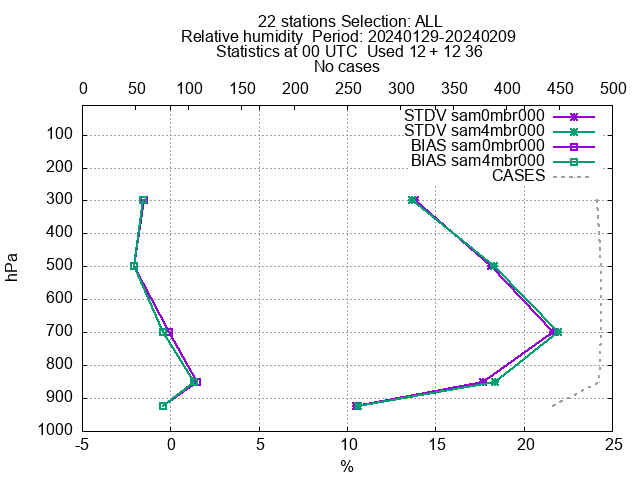 22 stations Selection: ALL
Relative humidity  Period: 20240129-20240209
Statistics at 00 UTC  Used 12 + 12 36
No cases
0 50 100 150 200 250 300 350 400 450 500
STDV sam0mbr000
STDV sam4mbr000
BIAS sam0mbr000
BIAS sam4mbr000
CASES
hPa
100
200
300
400
500
600
700
800
900
1000
-5 0 5 10 15 20 25
%